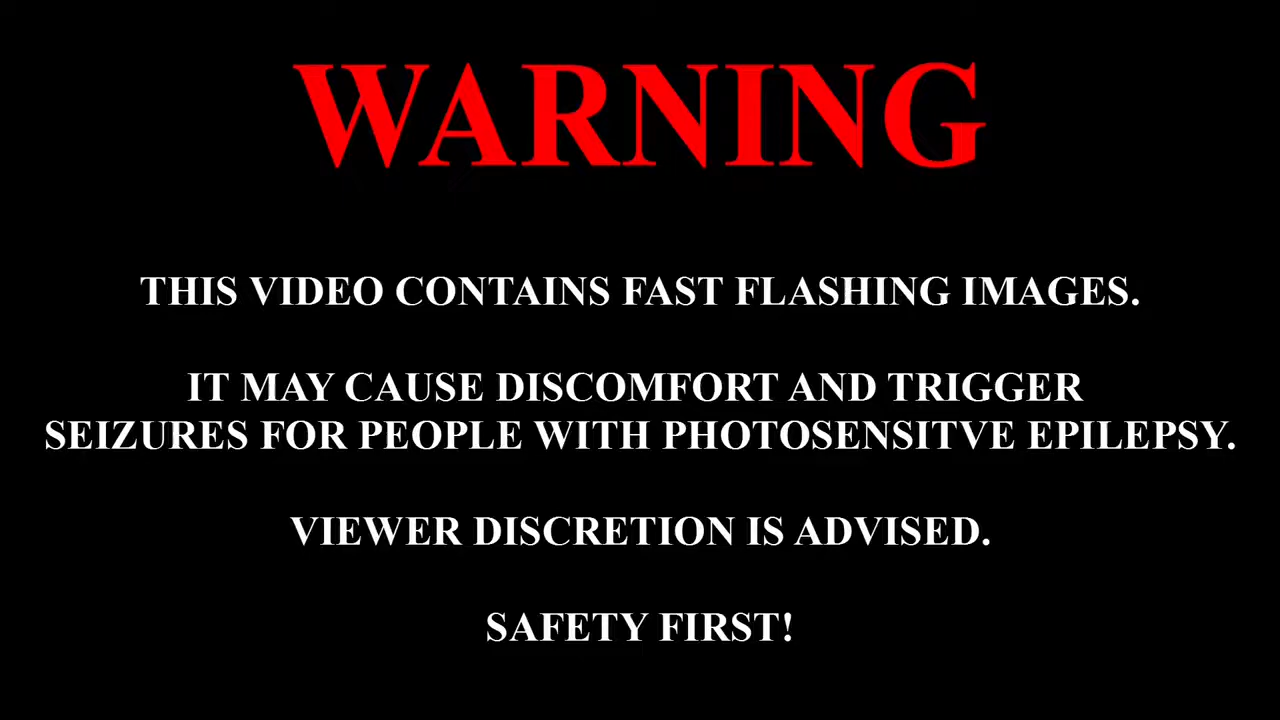 WARNING
THIS VIDEO CONTAINS FAST FLASHING IMAGES.
IT MAY CAUSE DISCOMFORT AND TRIGGER
SEIZURES FOR PEOPLE WITH PHOTOSENSITVE EPILEPSY.
VIEWER DISCRETION IS ADVISED.
SAFETY FIRST!